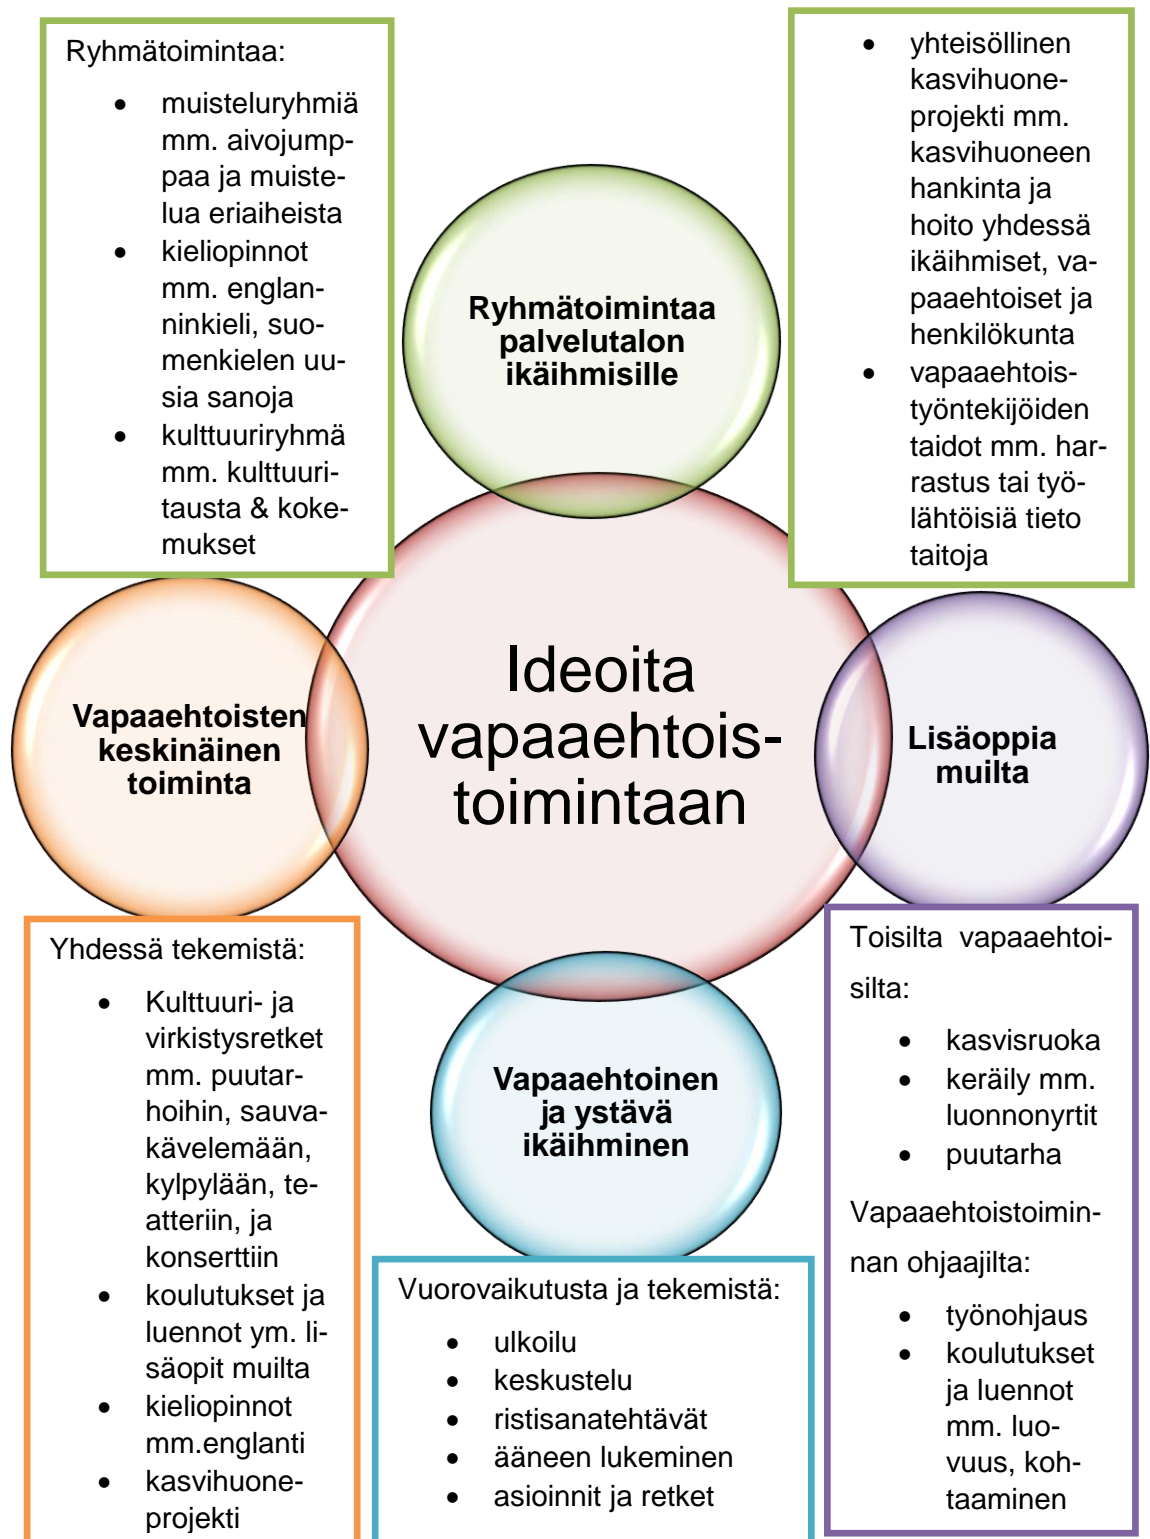 Ryhmätoimintaa:
• muisteluryhmiä
mm. aivojump-
paa ja muiste-
lua eriaiheista
• kieliopinnot
mm. englan-
ninkieli, suo-
menkielen uu-
sia sanoja
• kulttuuriryhmä
mm. kulttuuri-
tausta & koke-
mukset
• yhteisöllinen
kasvihuone-
projekti mm.
kasvihuoneen
hankinta ja
hoito yhdessä
ikäihmiset, va-
paaehtoiset ja
henkilökunta
• vapaaehtois-
työntekijöiden
taidot mm. har-
rastus tai työ-
lähtöisiä tieto
taitoja
Ryhmätoimintaa
palvelutalon
ikäihmisille
Vapaaehtoisten
keskinäinen
toiminta
Ideoita
vapaaehtois-
toimintaan
Lisäoppia
muilta
Vapaaehtoinen
ja ystävä
ikäihminen
Yhdessä tekemistä:
• Kulttuuri- ja
virkistysretket
mm. puutar-
hoihin, sauva-
kävelemään,
kylpylään, te-
atteriin, ja
konserttiin
• koulutukset ja
luennot ym. li-
säopit muilta
• kieliopinnot
mm.englanti
• kasvihuone-
projekti
Vuorovaikutusta ja tekemistä:
• ulkoilu
• keskustelu
• ristisanatehtävät
• ääneen lukeminen
• asioinnit ja retket
Toisilta vapaaehtoi-
silta:
• kasvisruoka
• keräily mm.
luonnonyrtit
• puutarha
Vapaaehtoistoimin-
nan ohjaajilta:
• työnohjaus
• koulutukset
ja luennot
mm. luo-
vuus, koh-
taaminen